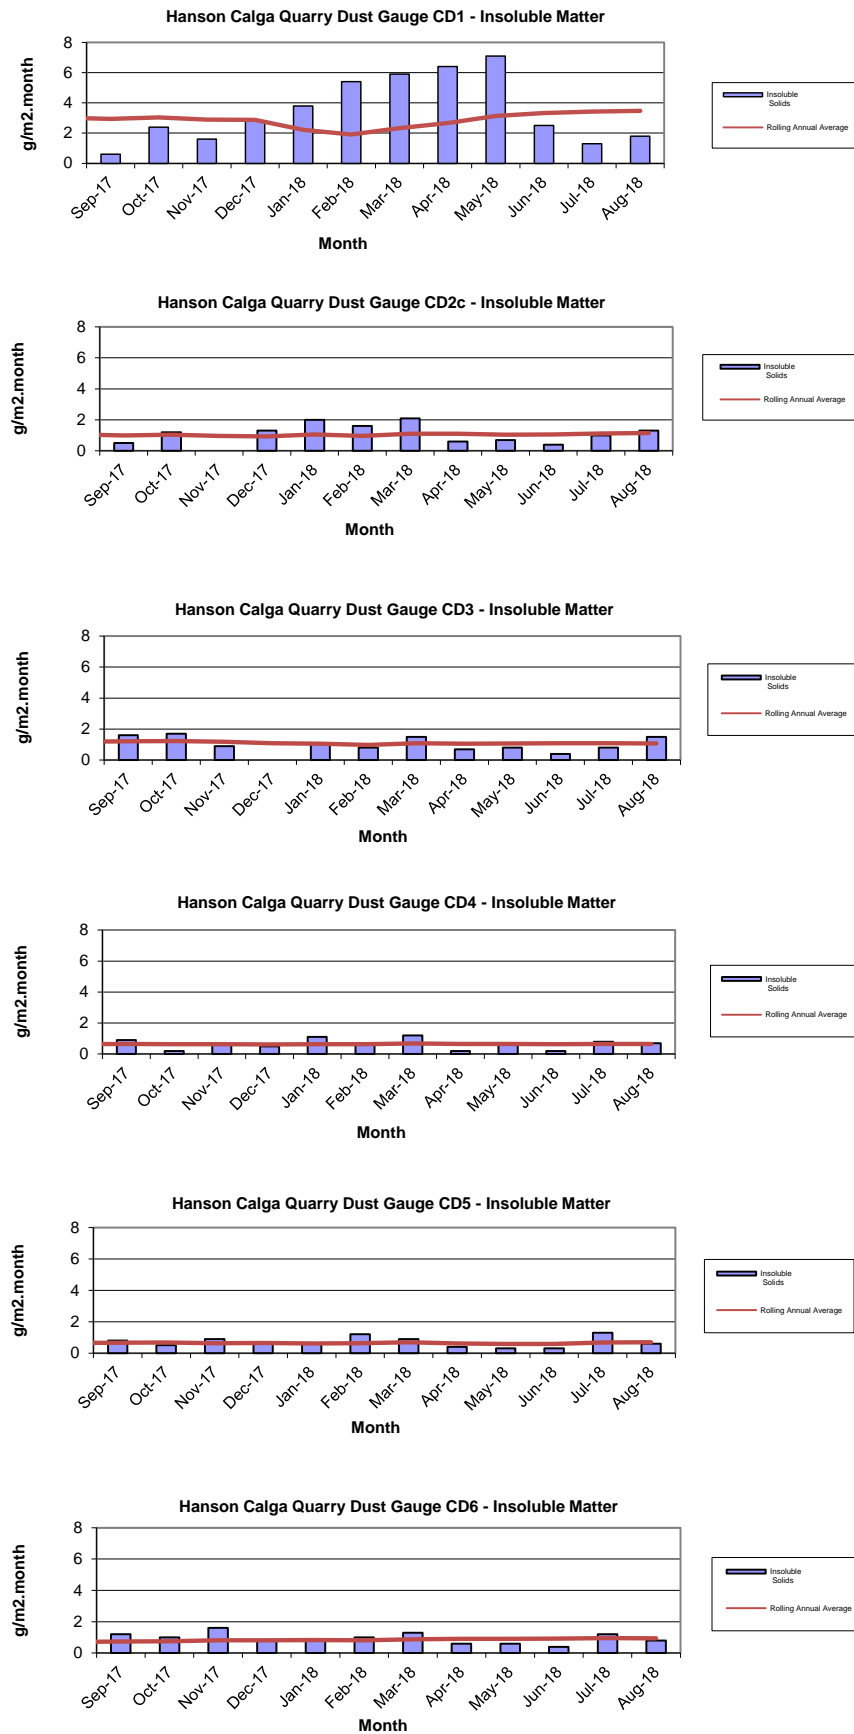 Hanson Calga Quarry Dust Gauge CD1 - Insoluble Matter
g/m2.month
8
6
4
2
0
Sep-17
Oct-17
Nov-17
Dec-17
Jan-18
Feb-18
Mar-18
Apr-18
May-18
Jun-18
Jul-18
Aug-18
Month
Insoluble
Solids
Rolling Annual Average
Hanson Calga Quarry Dust Gauge CD2c - Insoluble Matter
g/m2.month
8
6
4
2
0
Sep-17
Oct-17
Nov-17
Dec-17
Jan-18
Feb-18
Mar-18
Apr-18
May-18
Jun-18
Jul-18
Aug-18
Month
Insoluble
Solids
Rolling Annual Average
Hanson Calga Quarry Dust Gauge CD3 - Insoluble Matter
g/m2.month
8
6
4
2
0
Sep-17
Oct-17
Nov-17
Dec-17
Jan-18
Feb-18
Mar-18
Apr-18
May-18
Jun-18
Jul-18
Aug-18
Month
Insoluble
Solids
Rolling Annual Average
Hanson Calga Quarry Dust Gauge CD4 - Insoluble Matter
g/m2.month
8
6
4
2
0
Sep-17
Oct-17
Nov-17
Dec-17
Jan-18
Feb-18
Mar-18
Apr-18
May-18
Jun-18
Jul-18
Aug-18
Month
Insoluble
Solids
Rolling Annual Average
Hanson Calga Quarry Dust Gauge CD5 - Insoluble Matter
g/m2.month
8
6
4
2
0
Sep-17
Oct-17
Nov-17
Dec-17
Jan-18
Feb-18
Mar-18
Apr-18
May-18
Jun-18
Jul-18
Aug-18
Month
Insoluble
Solids
Rolling Annual Average
Hanson Calga Quarry Dust Gauge CD6 - Insoluble Matter
g/m2.month
8
6
4
2
0
Sep-17
Oct-17
Nov-17
Dec-17
Jan-18
Feb-18
Mar-18
Apr-18
May-18
Jun-18
Jul-18
Aug-18
Month
Insoluble
Solids
Rolling Annual Average